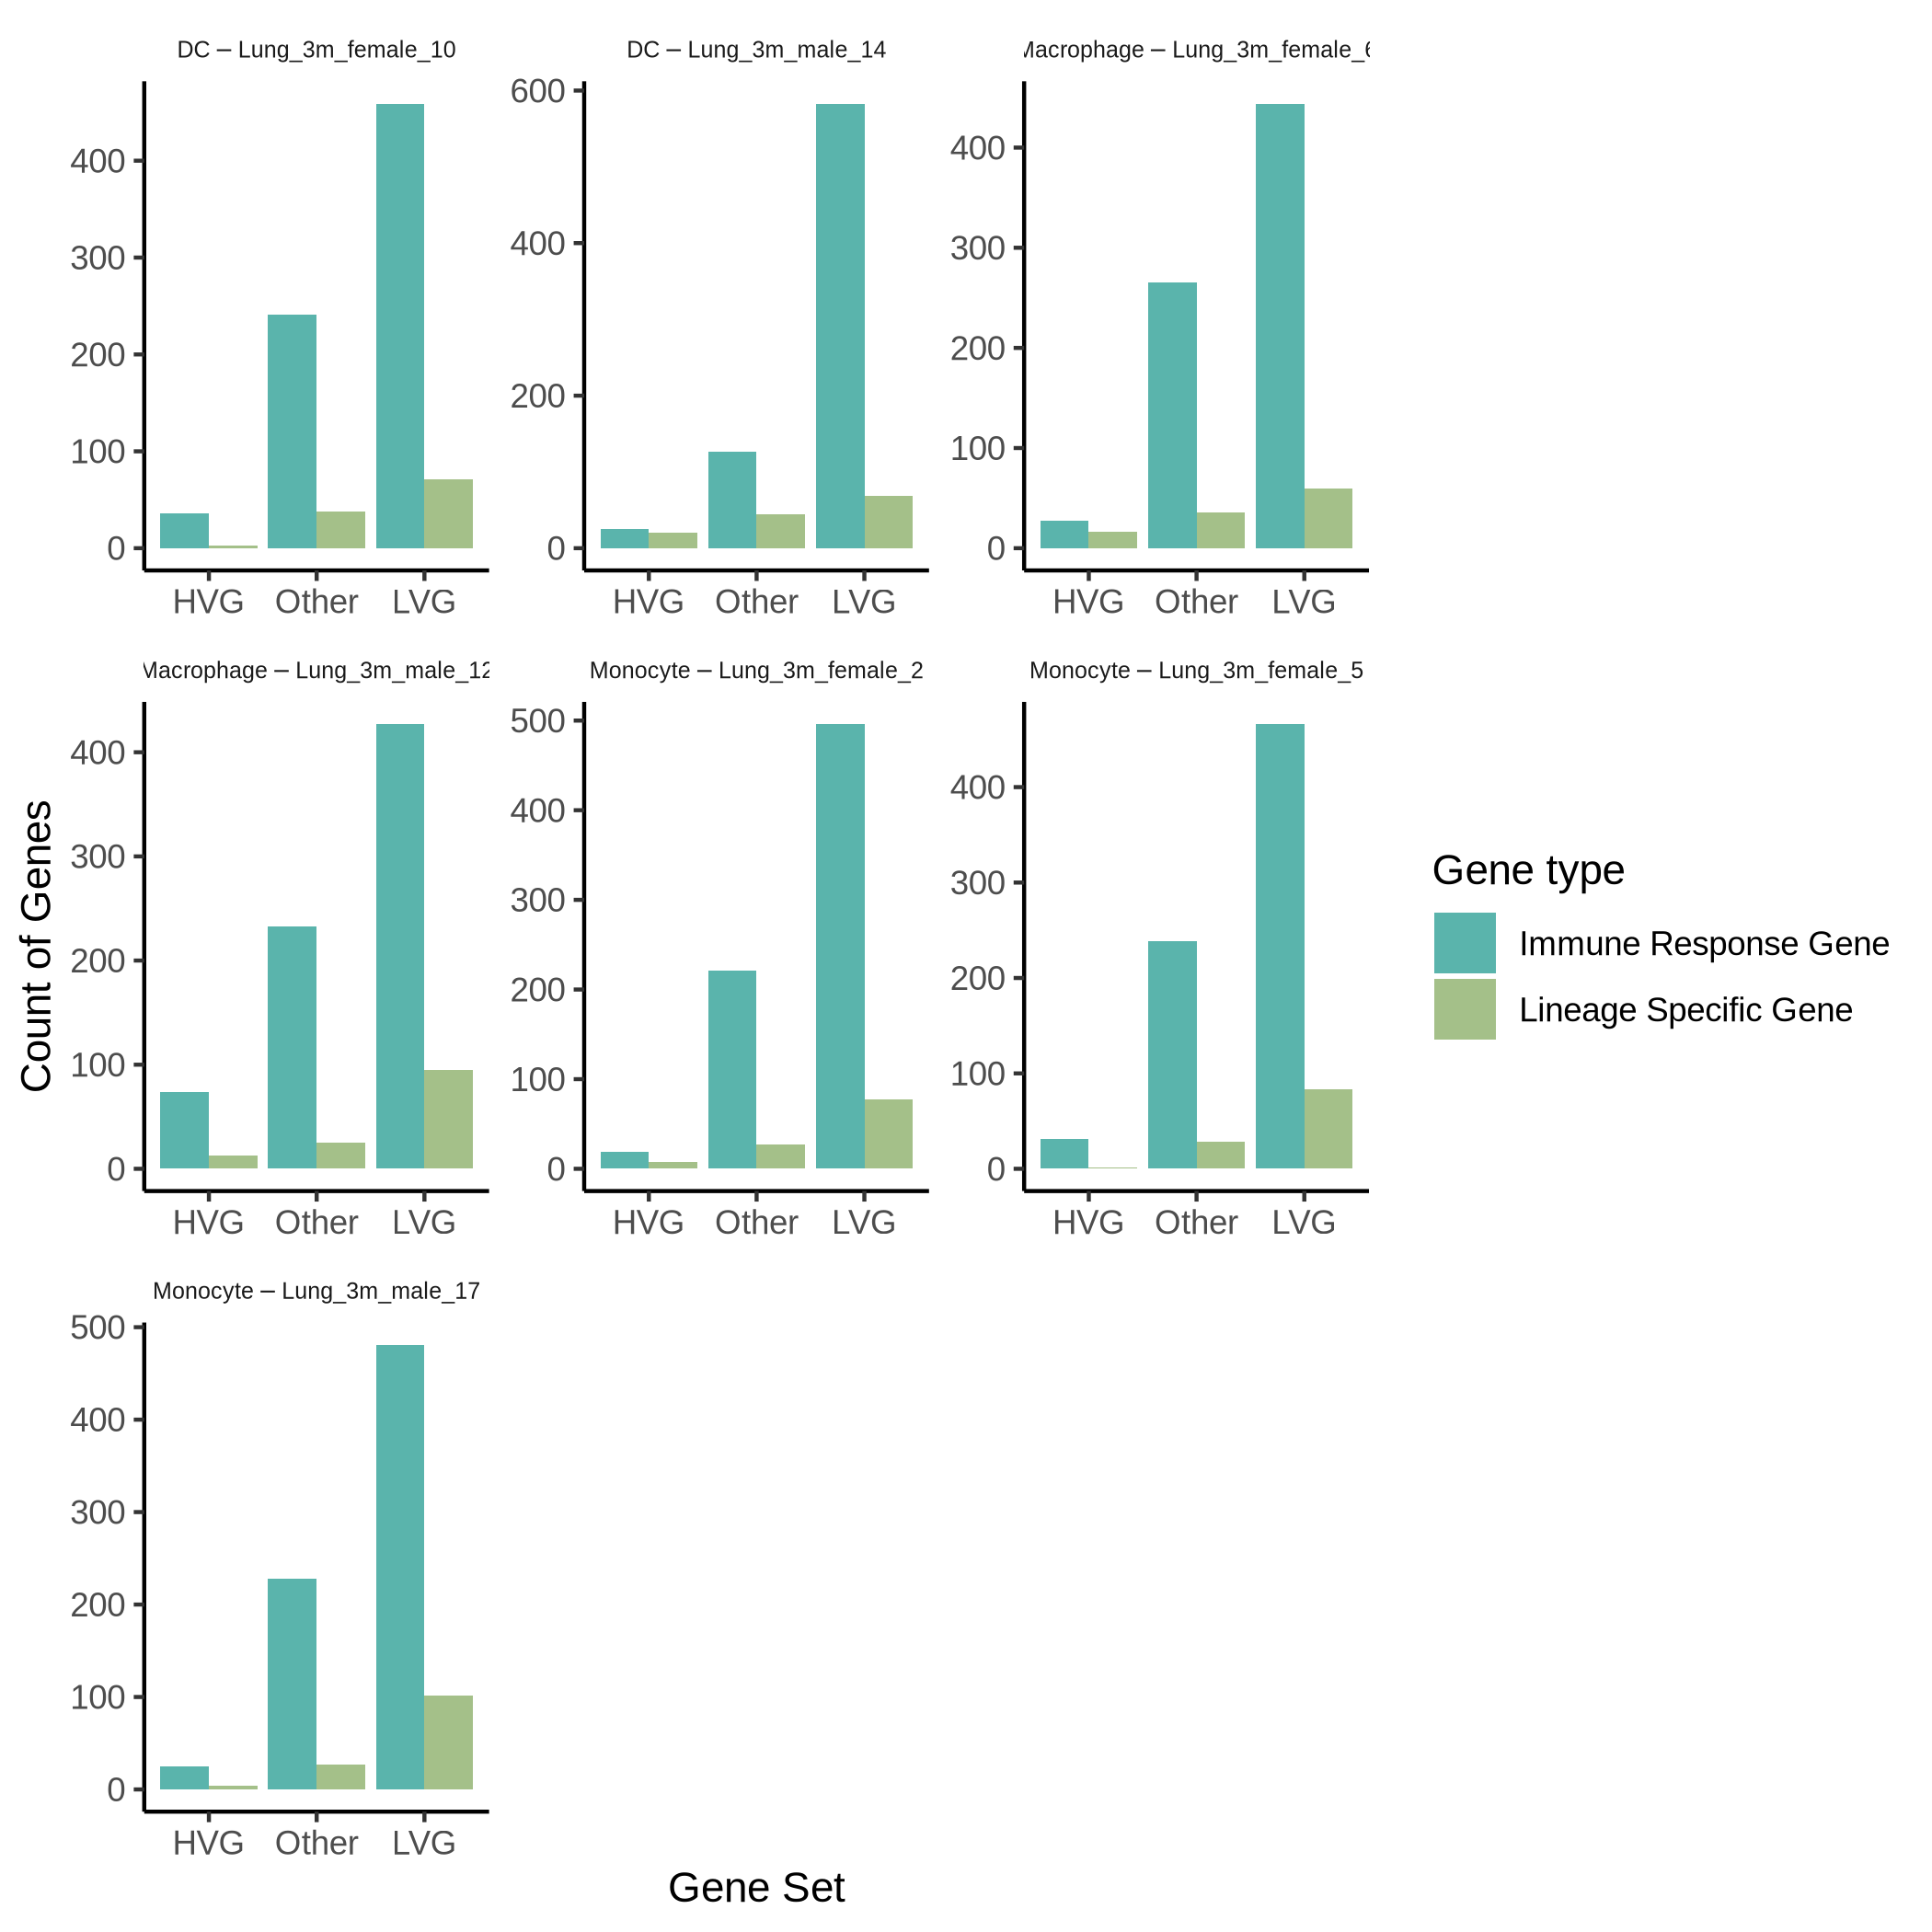 DC – Lung_3m_female_10
DC – Lung_3m_male_14
Macrophage – Lung_3m_female_6
600
400
300
200
100
0
400
200
0
400
300
200
100
0
HVG Other LVG
HVG Other LVG
HVG Other LVG
Macrophage – Lung_3m_male_12
Monocyte – Lung_3m_female_2
Monocyte – Lung_3m_female_5
Count of Genes
400
300
200
100
0
500
400
300
200
100
0
400
300
200
100
0
HVG Other LVG
HVG Other LVG
HVG Other LVG
Gene type
Immune Response Gene
Lineage Specific Gene
Monocyte – Lung_3m_male_17
500
400
300
200
100
0
HVG Other LVG
Gene Set